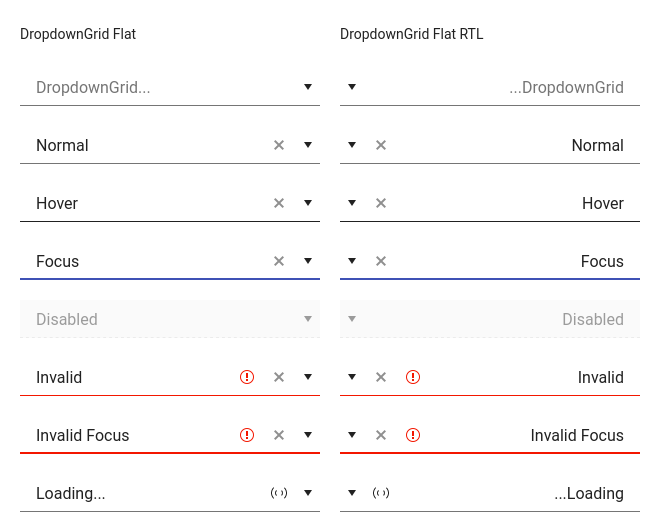 DropdownGrid Flat
DropdownGrid...
Normal
Hover
Focus
Disabled
Invalid
Invalid Focus
Loading...
DropdownGrid Flat RTL
...DropdownGrid
Normal
Hover
Focus
Disabled
Invalid
Invalid Focus
...Loading